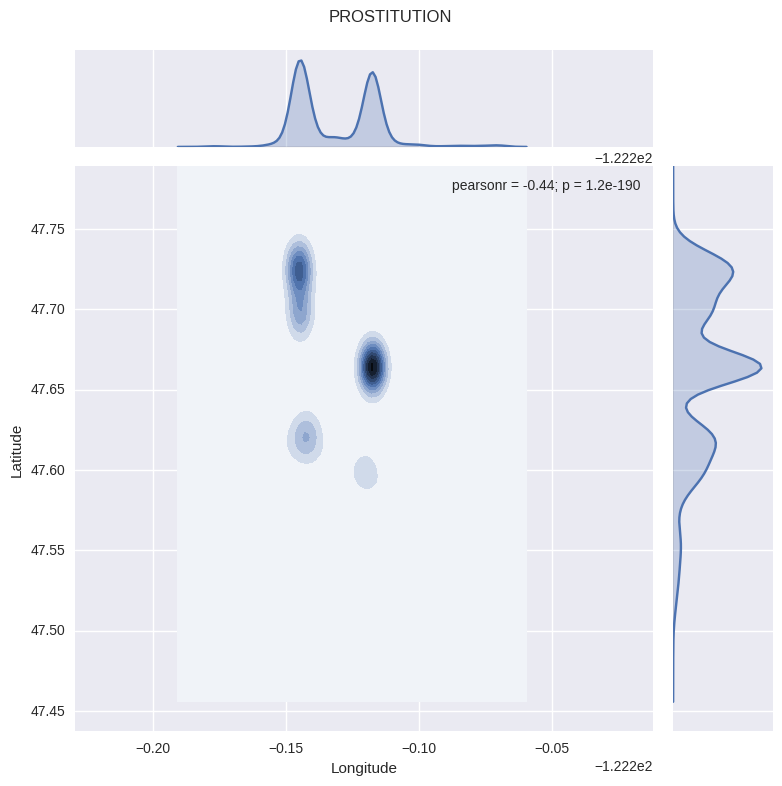 PROSTITUTION
−1.222e2
pearsonr = -0.44; p = 1.2e-190
47.75
47.70
47.65
47.60
47.55
47.50
47.45
Latitude
−0.20
−0.15
−0.10
−0.05
Longitude
−1.222e2